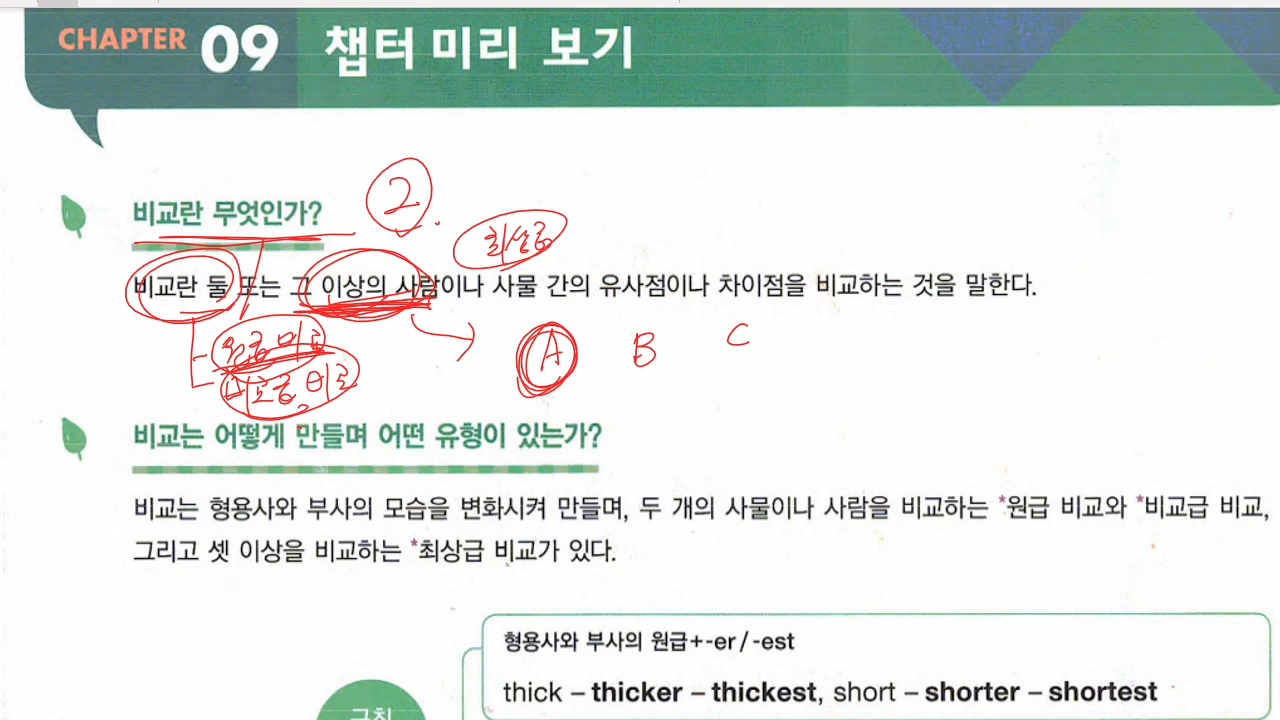 CHAPTER 09 챕터 미리 보기
비교란 무엇인가?
2
최상급
비교란 둘 또는 그 이상의 사람이나 사물 간의 유사점이나 차이점을 비교하는 것을 말한다.
원급 비교
비교급 비교
A B C
비교는 어떻게 만들며 어떤 유형이 있는가?
비교는 형용사와 부사의 모습을 변화시켜 만들며, 두 개의 사물이나 사람을 비교하는 *원급 비교와 *비교급 비교,
그리고 셋 이상을 비교하는 *최상급 비교가 있다.
형용사와 부사의 원급+-er / -est
thick – thicker – thickest, short – shorter – shortest
규칙